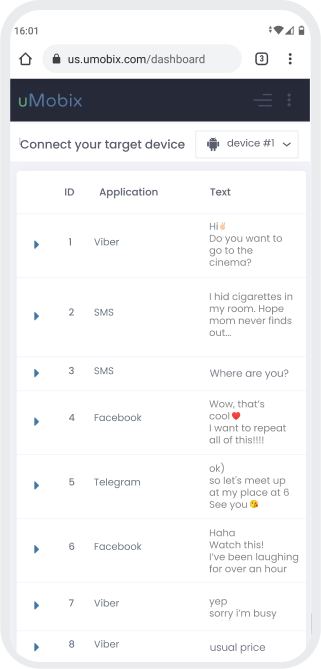 16:01
us.umobix.com/dashboard
3
uMobix
Connect your target device
device #1
ID Application Text
1 Viber
Hi✌
Do you want to
go to the
cinema?
2 SMS
I hid cigarettes in
my room. Hope
mom never finds
out...
3 SMS Where are you?
4 Facebook
Wow, that's
cool❤
I want to repeat
all of this!!!!
5 Telegram
ok)
so let's meet up
at my place at 6
See you 😘
6 Facebook
Haha
Watch this!
I've been laughing
for over an hour
7 Viber
yep
sorry i'm busy
8 Viber usual price